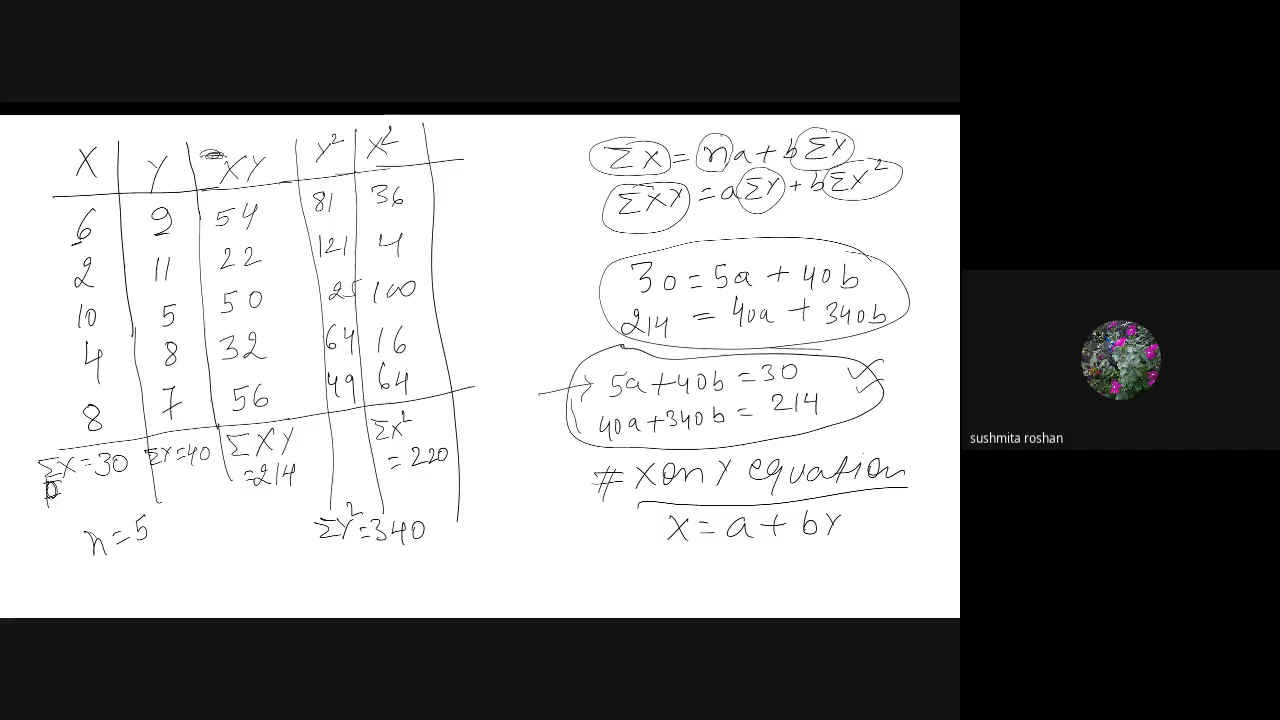 X Y XY Y² X²
6 9 54 81 36
2 11 22 121 4
10 5 50 25 100
4 8 32 64 16
8 7 56 49 64
ΣX=30 ΣY=40 ΣXY =214 ΣX² =220
n=5 ΣY²=340
ΣX = na + bΣY
ΣXY = aΣY + bΣX²
30 = 5a + 40b
214 = 40a + 340b
5a + 40b = 30
40a + 340b = 214
# X on Y equation
X = a + bY
sushmita roshan